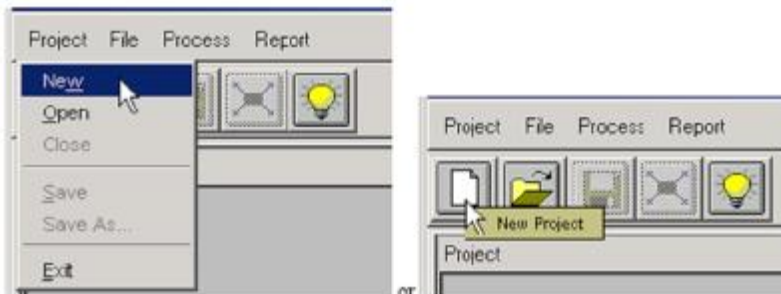 Project File Process Report
New
Open
Close
Save
Save As...
Exit
or
Project File Process Report
New Project
Project